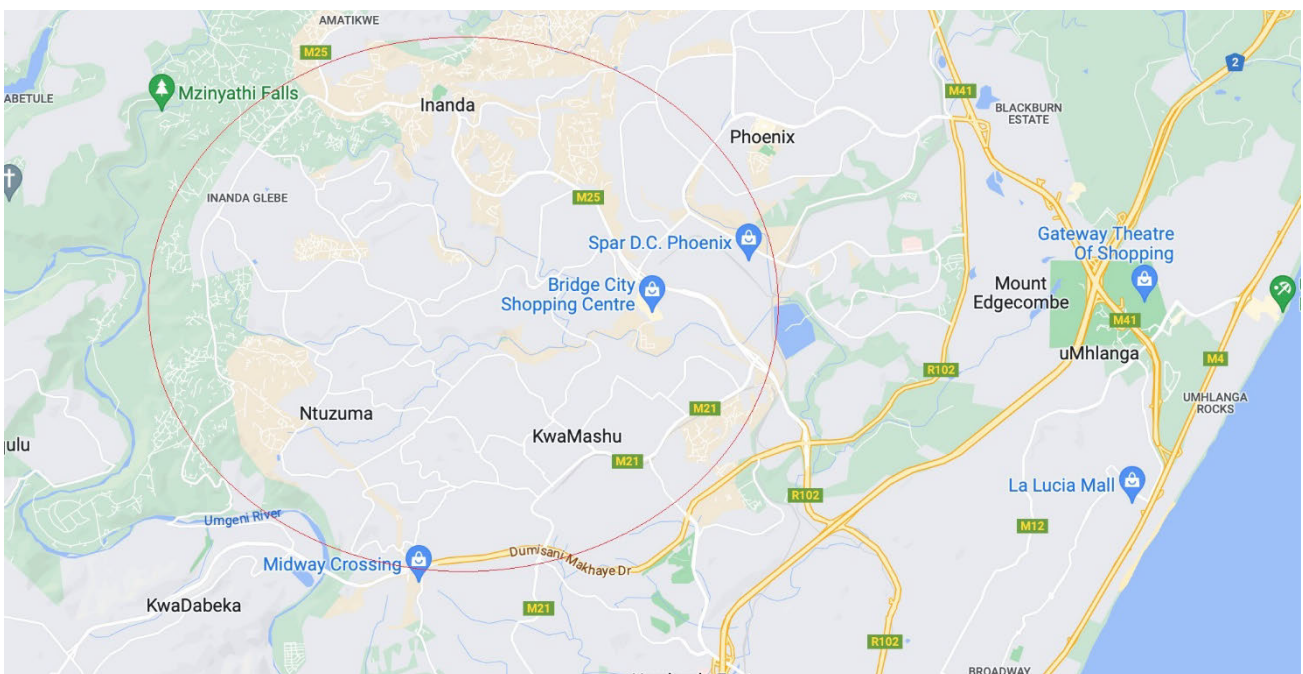 AMATIKWE
M25
2
ABETULE
Mzinyathi Falls
Inanda
M41
BLACKBURN
ESTATE
Phoenix
INANDA GLEBE
M25
Spar D.C. Phoenix
Gateway Theatre
Of Shopping
Bridge City
Shopping Centre
Mount
Edgecombe
M41
uMhlanga
M4
R102
UMHLANGA
ROCKS
Ntuzuma
M21
KwaMashu
M21
ulu
La Lucia Mall
R102
Umgeni River
M12
Dumisani Makhaye Dr
Midway Crossing
KwaDabeka
M21
R102
BROADWAY